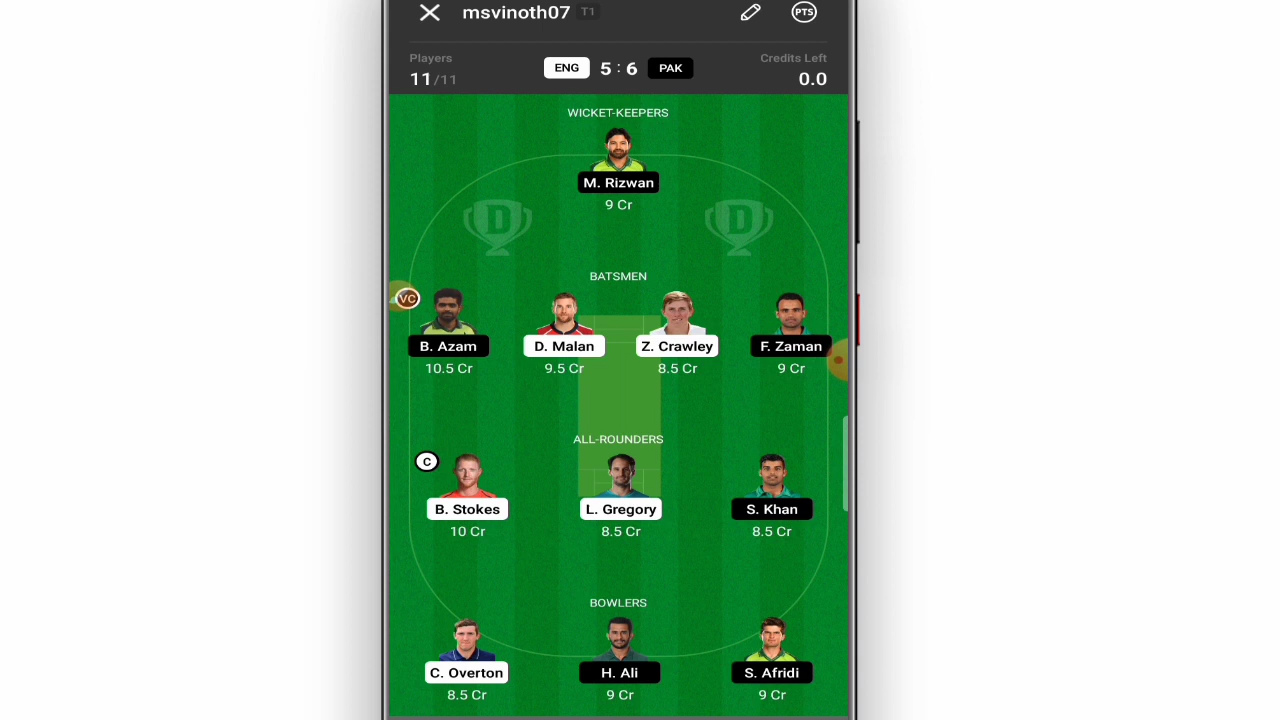 msvinoth07 T1 PTS
Players Credits Left
11/11 ENG 5 : 6 PAK 0.0
WICKET-KEEPERS
M. Rizwan
9 Cr
D D
BATSMEN
VC
B. Azam D. Malan Z. Crawley F. Zaman
10.5 Cr 9.5 Cr 8.5 Cr 9 Cr
ALL-ROUNDERS
C
B. Stokes L. Gregory S. Khan
10 Cr 8.5 Cr 8.5 Cr
BOWLERS
C. Overton H. Ali S. Afridi
8.5 Cr 9 Cr 9 Cr